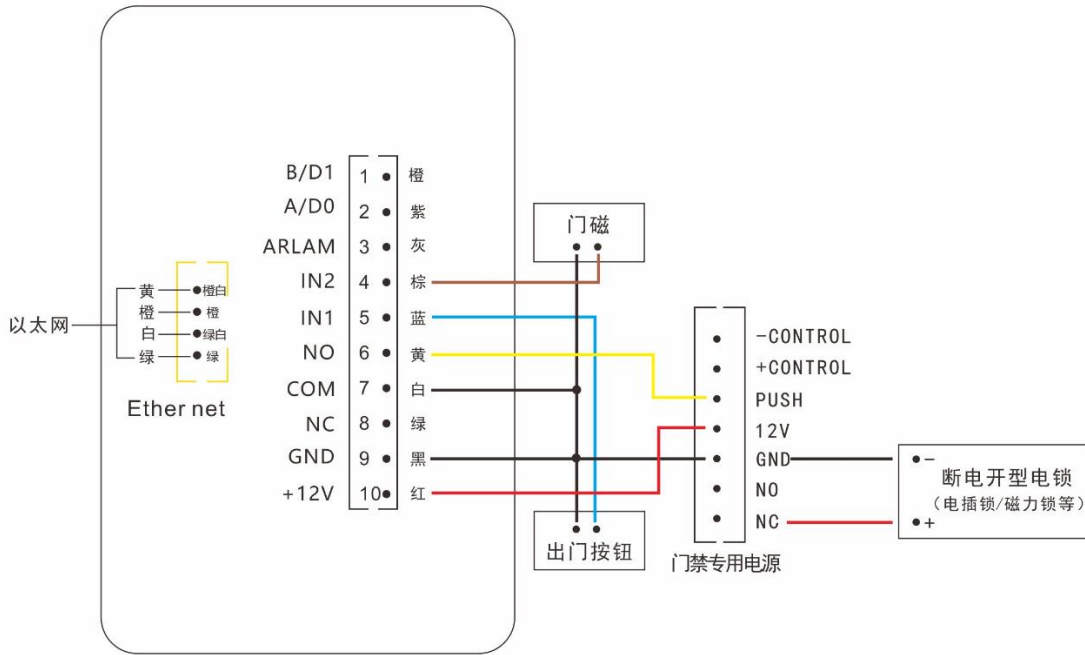 B/D1 1 橙
A/D0 2 紫
ARLAM 3 灰
IN2 4 棕
IN1 5 蓝
NO 6 黄
COM 7 白
NC 8 绿
GND 9 黑
+12V 10 红
以太网
黄 橙白
橙 橙
白 绿白
绿 绿
Ether net
门磁
出门按钮
-CONTROL
+CONTROL
PUSH
12V
GND
NO
NC
门禁专用电源
-
断电开型电锁
(电插锁/磁力锁等)
+